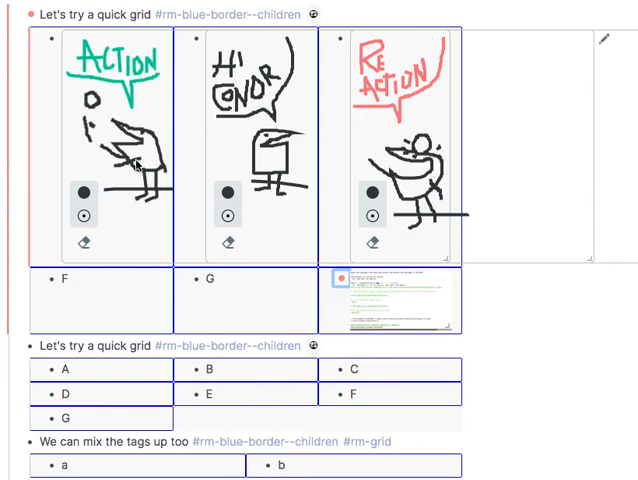 Let's try a quick grid #rm-blue-border--children
ACTION
HI
CONOR
RE
ACTION
F
G
Let's try a quick grid #rm-blue-border--children
A
B
C
D
E
F
G
We can mix the tags up too #rm-blue-border--children #rm-grid
a
b